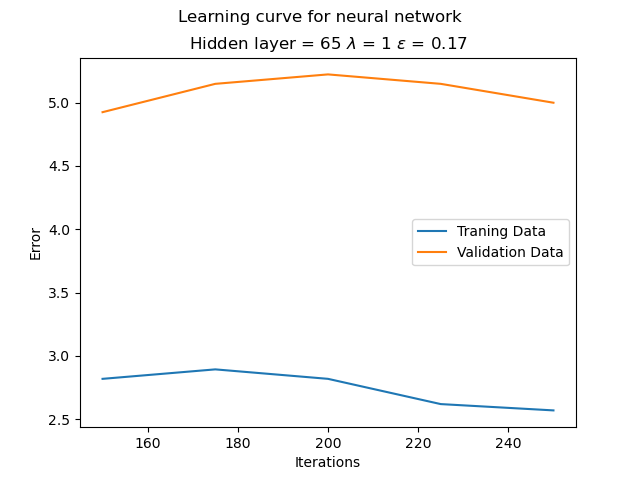 Learning curve for neural network
Hidden layer = 65 λ = 1 ε = 0.17
5.0
4.5
4.0
3.5
3.0
2.5
Error
Traning Data
Validation Data
160
180
200
220
240
Iterations